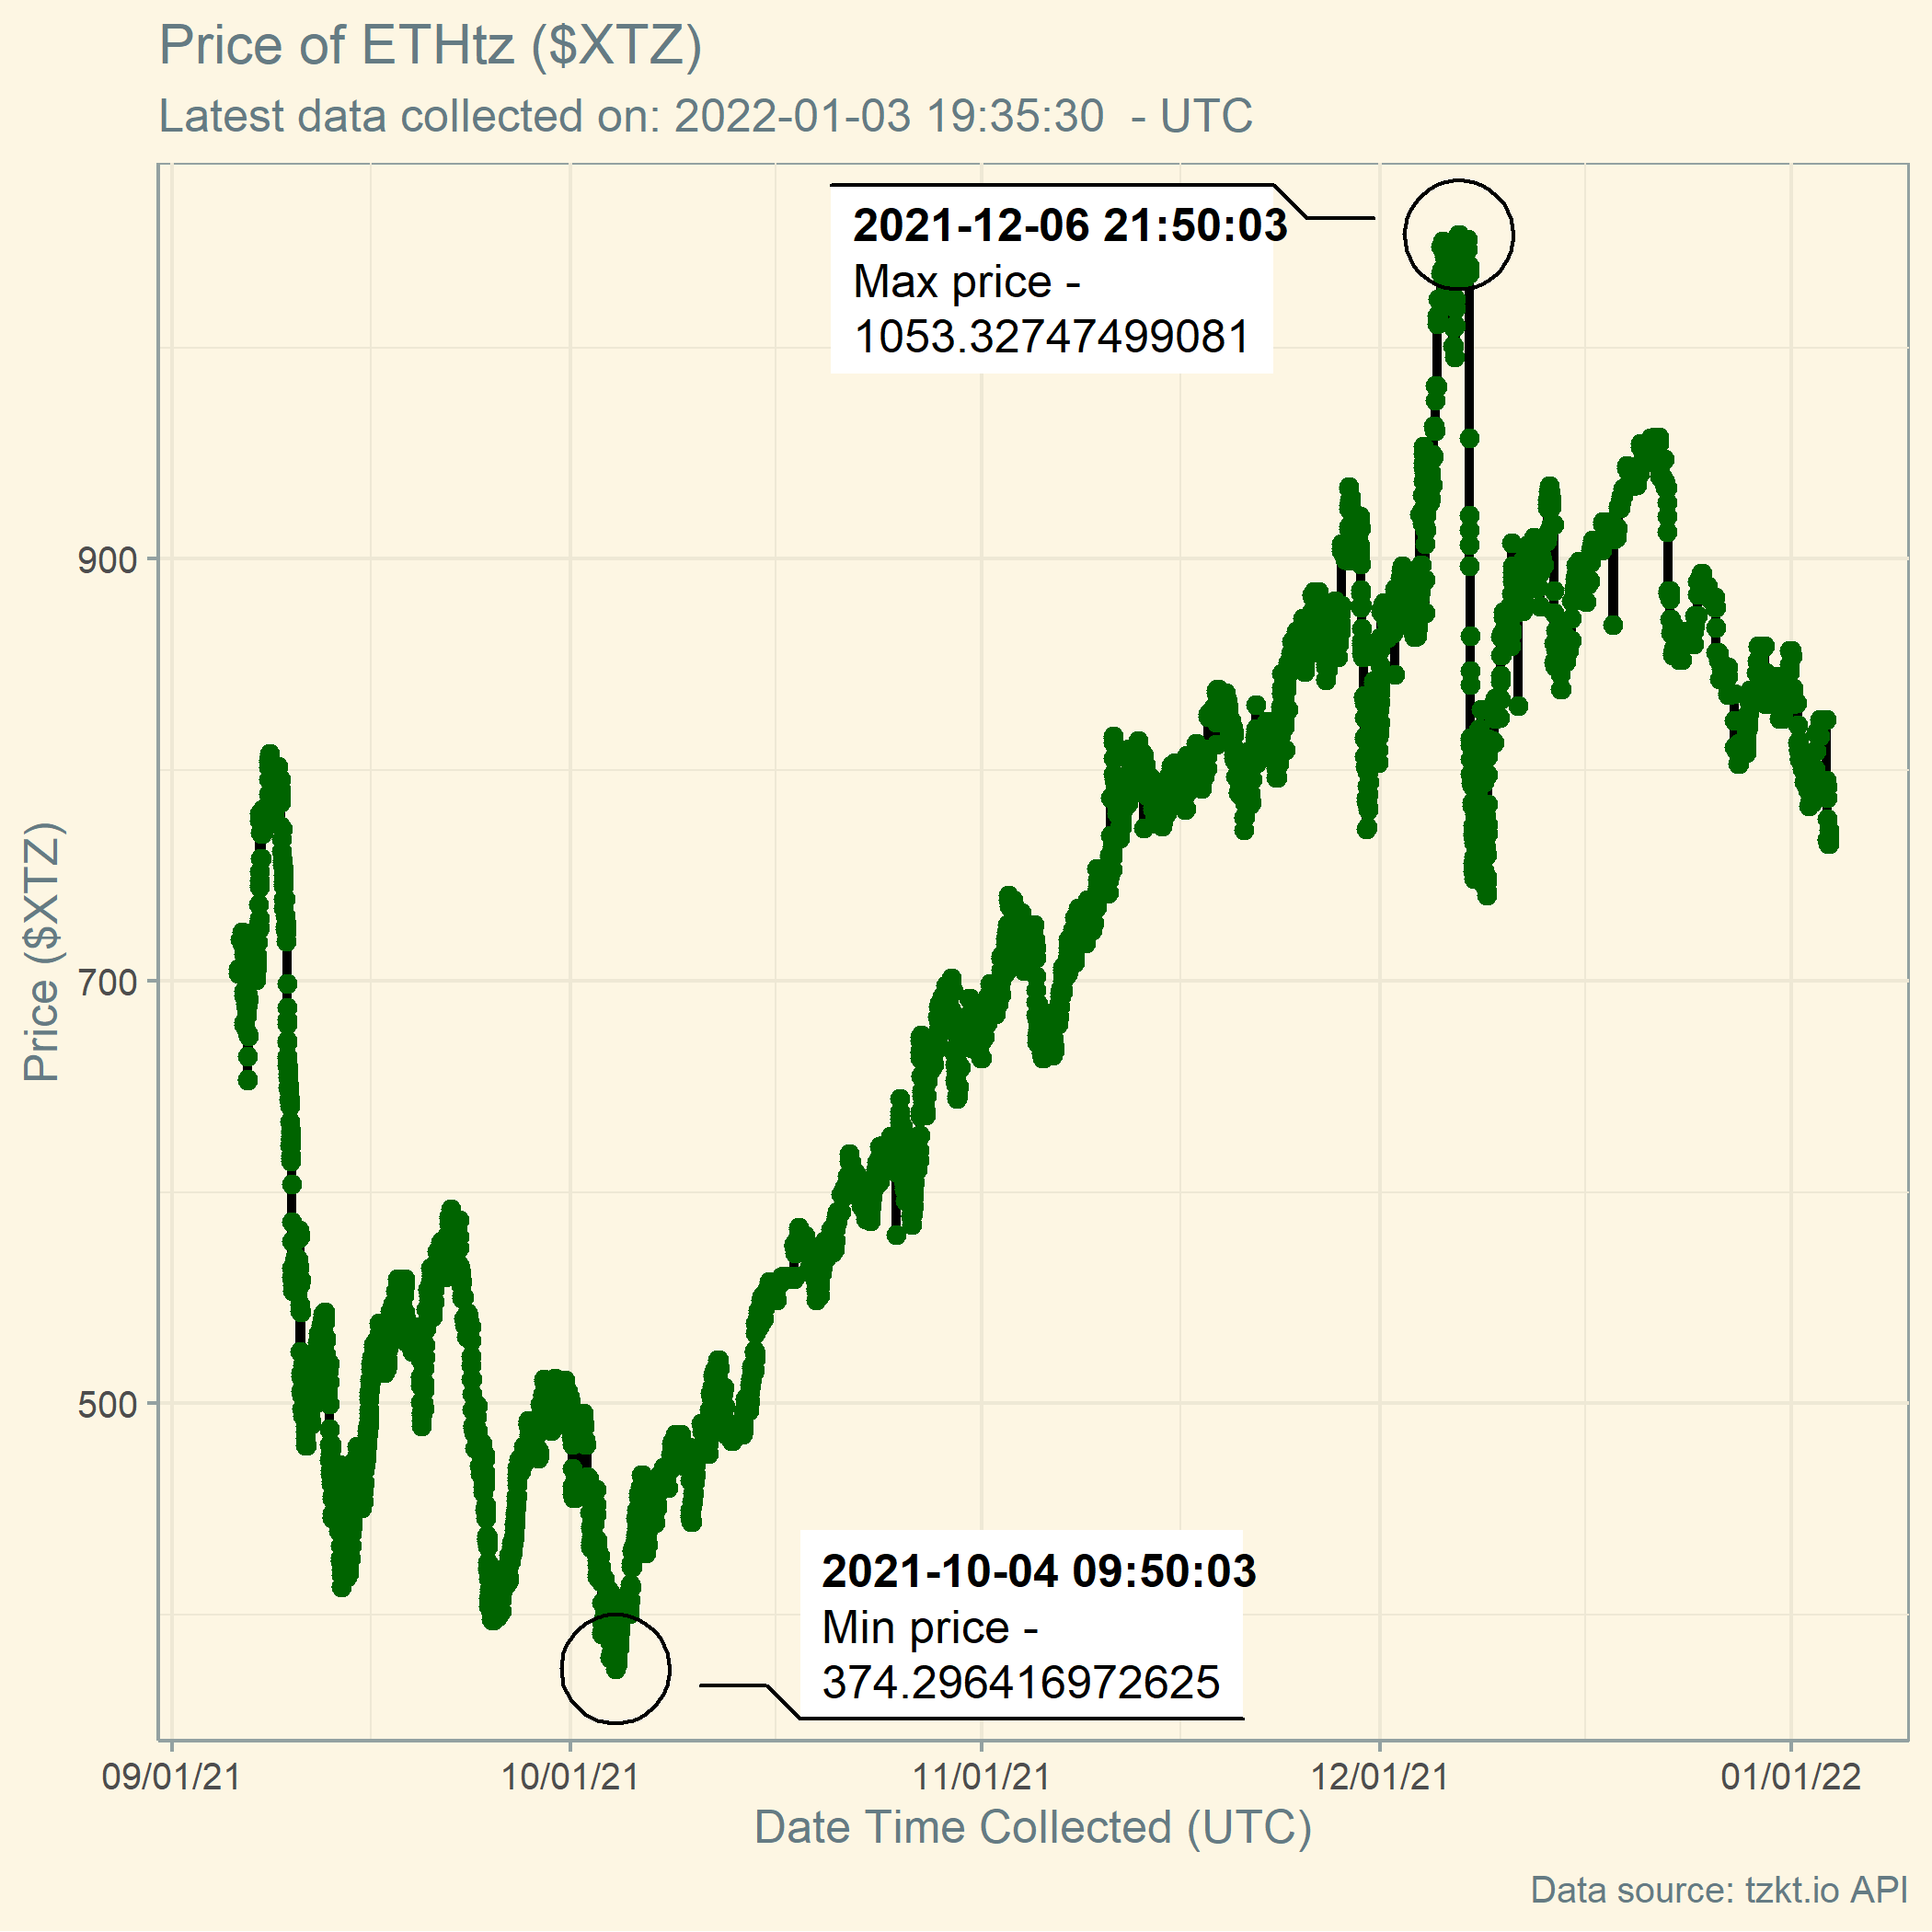 Price of ETHtz ($XTZ)
Latest data collected on: 2022-01-03 19:35:30  - UTC
2021-12-06 21:50:03
Max price -
1053.32747499081
900
700
500
Price ($XTZ)
2021-10-04 09:50:03
Min price -
374.296416972625
09/01/21
10/01/21
11/01/21
12/01/21
01/01/22
Date Time Collected (UTC)
Data source: tzkt.io API